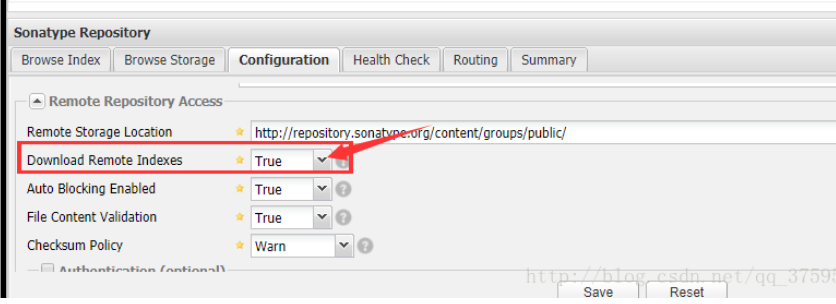 Sonatype Repository
Browse Index Browse Storage Configuration Health Check Routing Summary
Remote Repository Access
Remote Storage Location http://repository.sonatype.org/content/groups/public/
Download Remote Indexes True
Auto Blocking Enabled True ?
File Content Validation True ?
Checksum Policy Warn ?
Authentication (optional)
http://blog.csdn.net/qq_37593
Save Reset